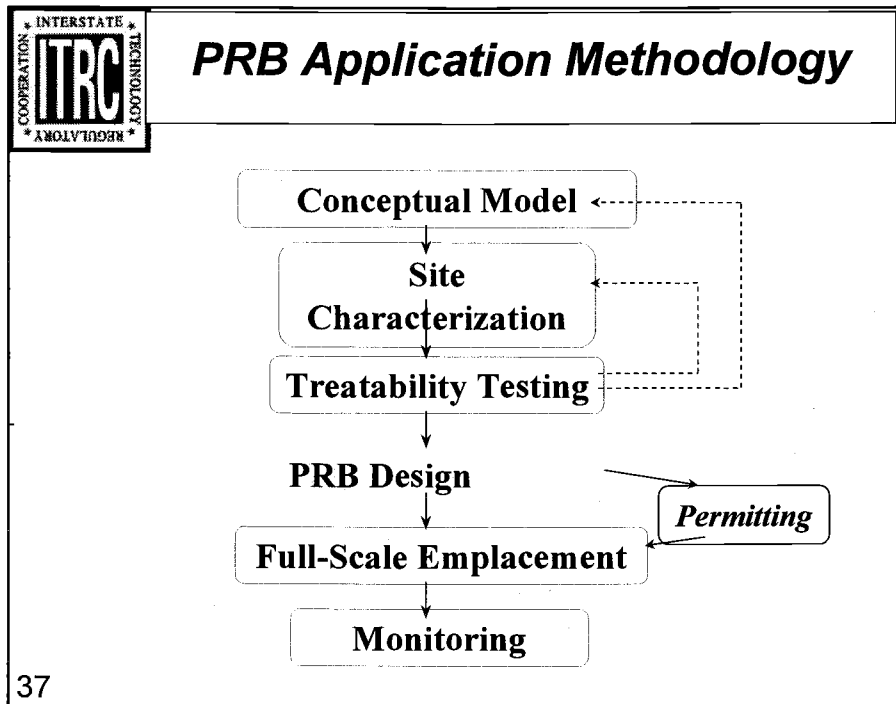 * INTERSTATE *
COOPERATION
ITRC
TECHNOLOGY
* REGULATORY *
PRB Application Methodology
Conceptual Model
Site
Characterization
Treatability Testing
PRB Design
Permitting
Full-Scale Emplacement
Monitoring
37